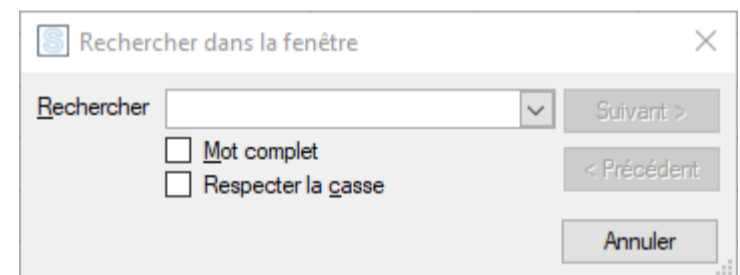 Rechercher dans la fenêtre
Rechercher
Suivant >
Mot complet
< Précédent
Respecter la casse
Annuler